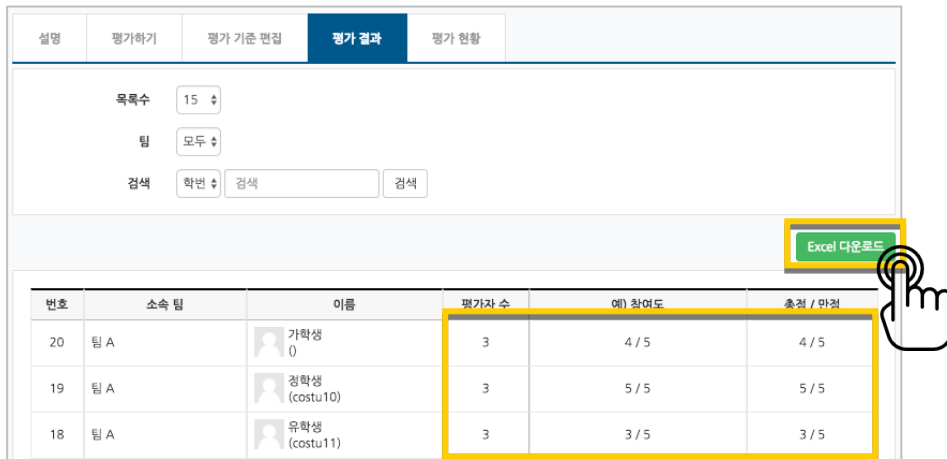 설명 평가하기 평가 기준 편집 평가 결과 평가 현황
목록수 15
팀 모두
검색 학번 검색 검색
Excel 다운로드
번호 소속 팀 이름 평가자 수 예) 참여도 총점 / 만점
20 팀 A 가학생 3 4 / 5 4 / 5
()
19 팀 A 정학생 3 5 / 5 5 / 5
(costu10)
18 팀 A 유학생 3 3 / 5 3 / 5
(costu11)